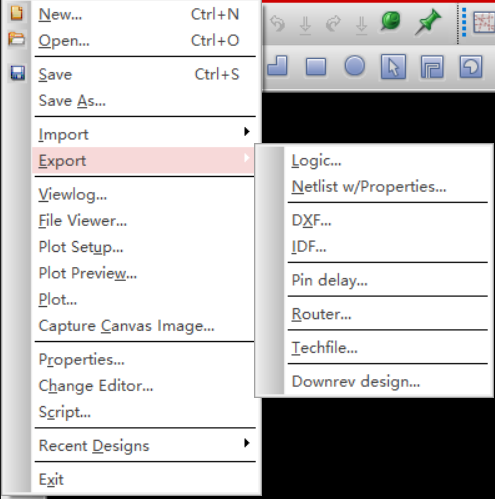 New... Ctrl+N
Open... Ctrl+O
Save Ctrl+S
Save As...
Import
Export
Viewlog...
File Viewer...
Plot Setup...
Plot Preview...
Plot...
Capture Canvas Image...
Properties...
Change Editor...
Script...
Recent Designs
Exit
Logic...
Netlist w/Properties...
DXF...
IDF...
Pin delay...
Router...
Techfile...
Downrev design...